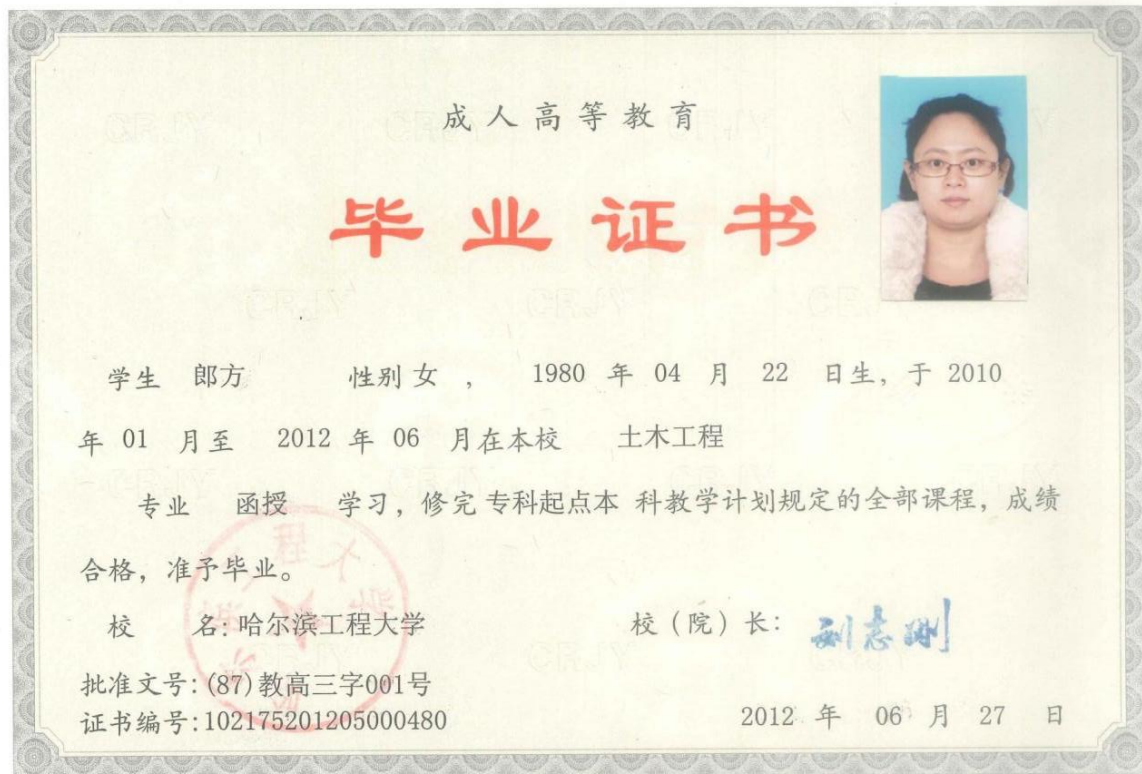 成人高等教育
毕业证书
学生 郎方 性别 女 , 1980 年 04 月 22 日生, 于 2010
年 01 月至 2012 年 06 月在本校 土木工程
专业 函授 学习, 修完 专科起点本 科教学计划规定的全部课程, 成绩
合格, 准予毕业。
校 名: 哈尔滨工程大学
校 (院) 长: 刘志刚
批准文号: (87)教高三字001号
证书编号: 102175201205000480
2012 年 06 月 27 日